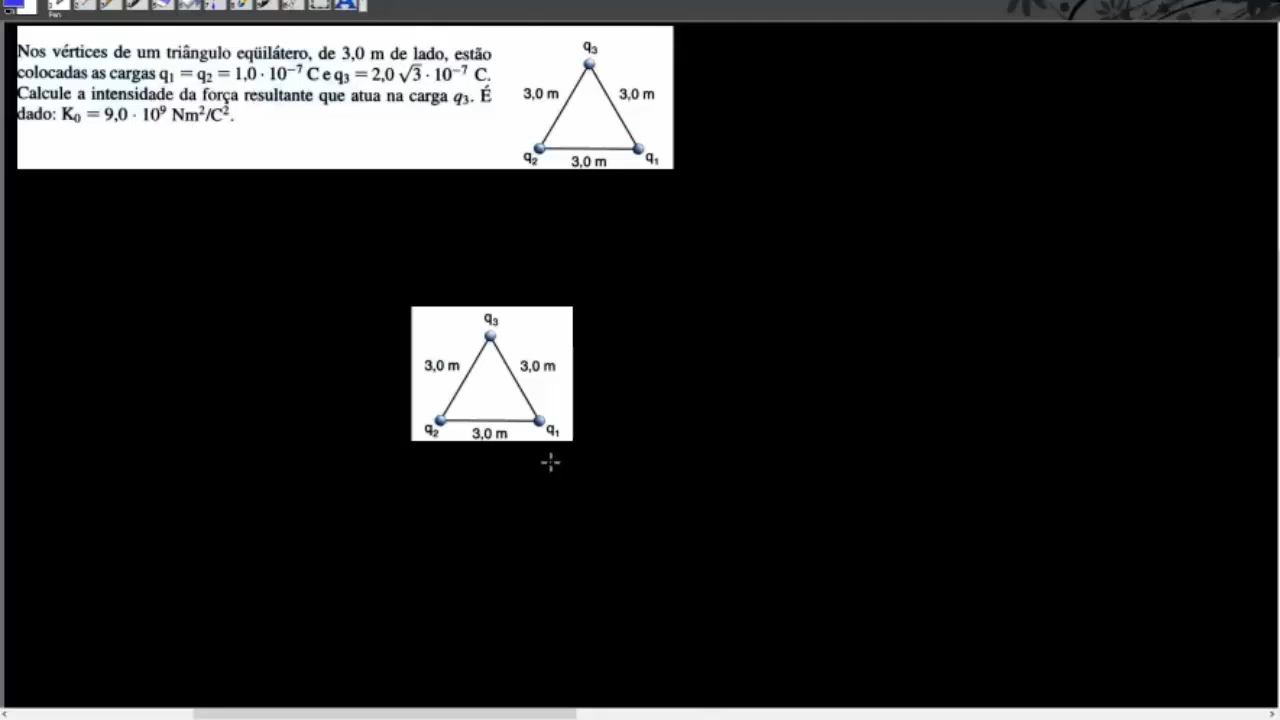 Pen
Nos vértices de um triângulo eqüilátero, de 3,0 m de lado, estão
colocadas as cargas q₁ = q₂ = 1,0 · 10⁻⁷ C e q₃ = 2,0 √3 · 10⁻⁷ C.
Calcule a intensidade da força resultante que atua na carga q₃. É
dado: K₀ = 9,0 · 10⁹ Nm²/C².
q₃
3,0 m
3,0 m
q₂
3,0 m
q₁
q₃
3,0 m
3,0 m
q₂
3,0 m
q₁